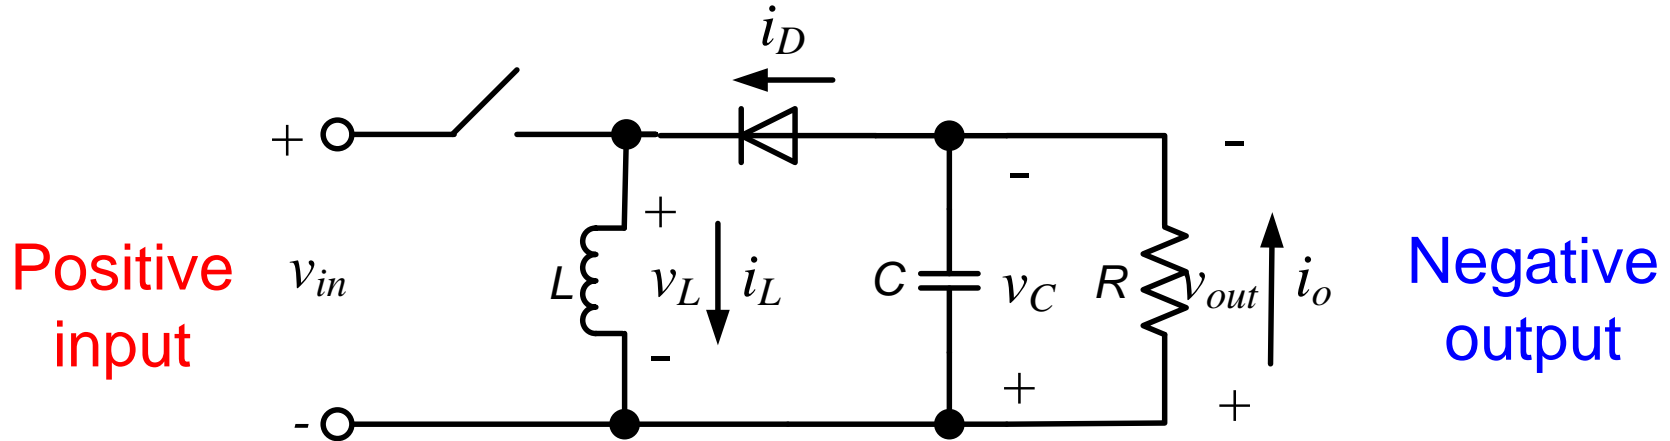 i_D
+
+
-
-
Positive
input
v_in
L
v_L
i_L
C
v_C
R
v_out
i_o
Negative
output
-
-
+
+